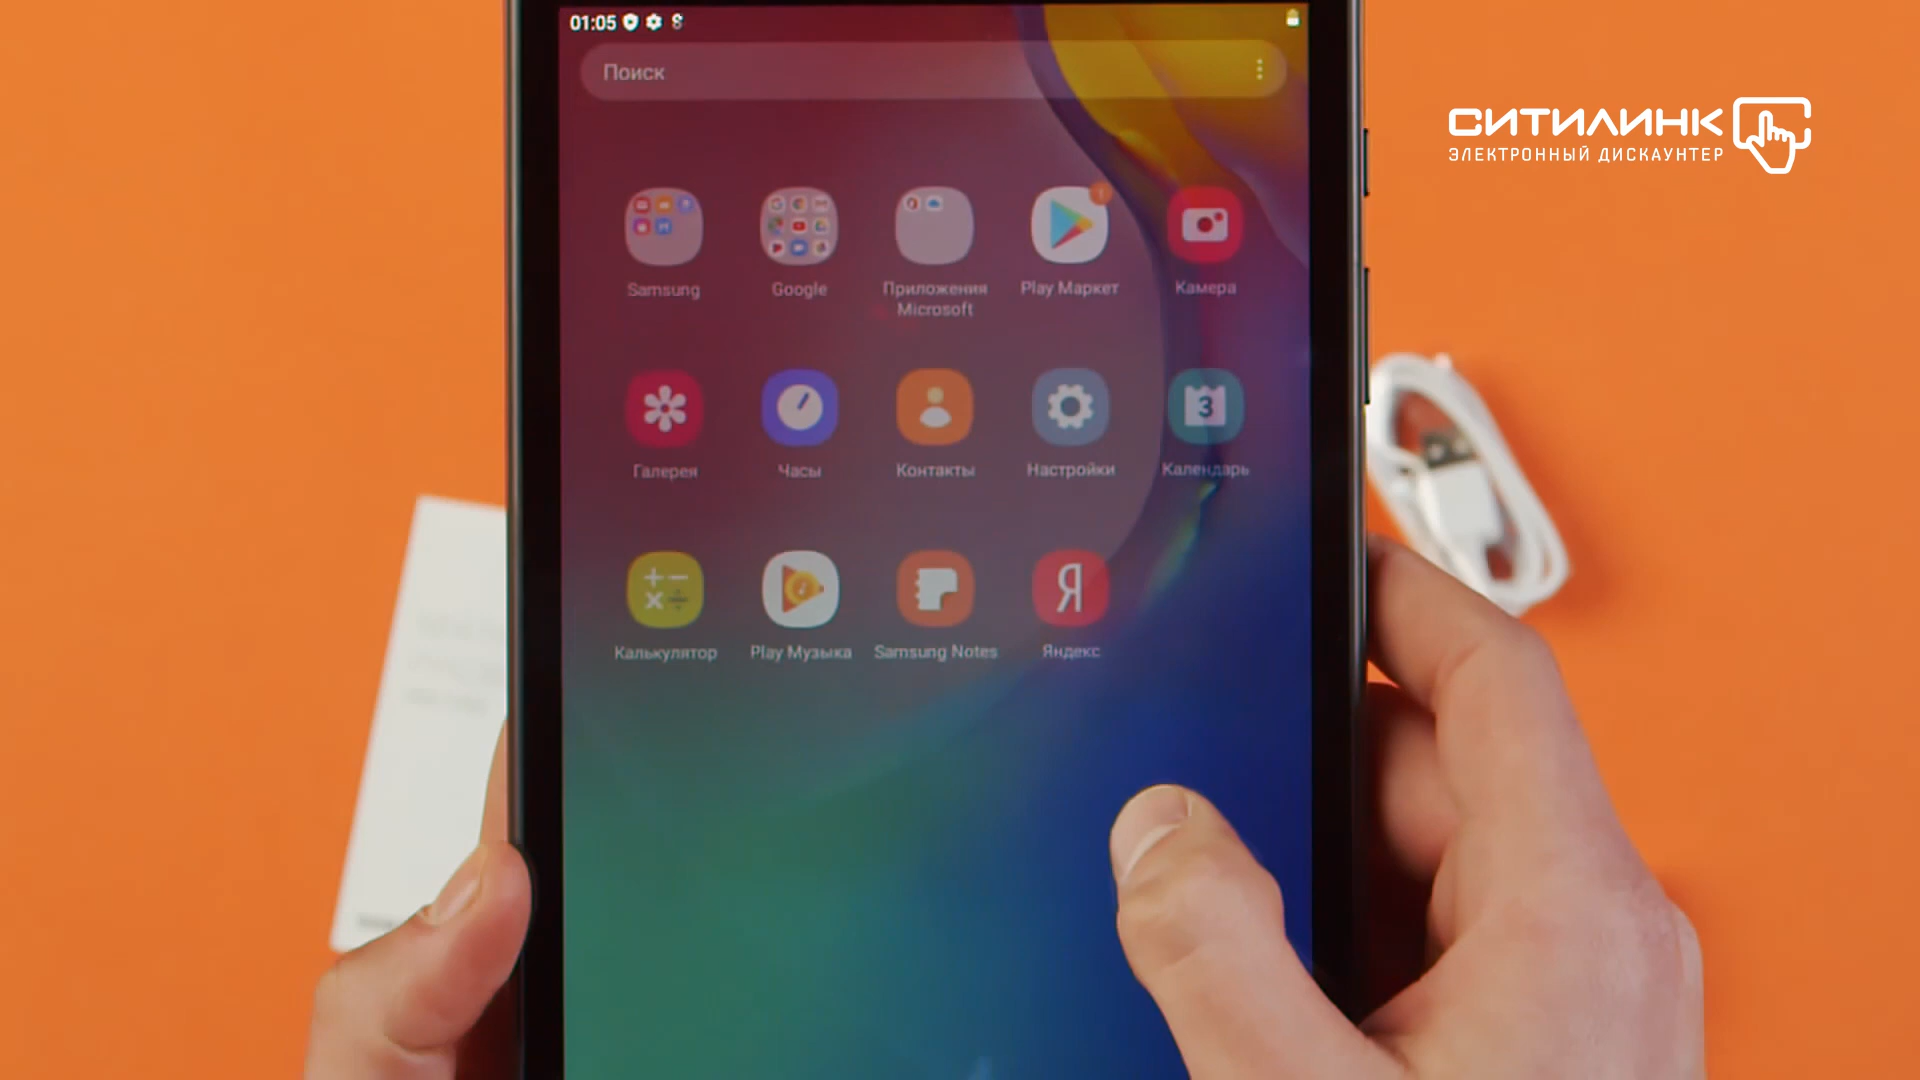 01:05
Поиск
СИТИЛИНК
ЭЛЕКТРОННЫЙ ДИСКАУНТЕР
Samsung
Google
Приложения
Microsoft
Play Маркет
Камера
3
Галерея
Часы
Контакты
Настройки
Календарь
Я
Калькулятор
Play Музыка
Samsung Notes
Яндекс